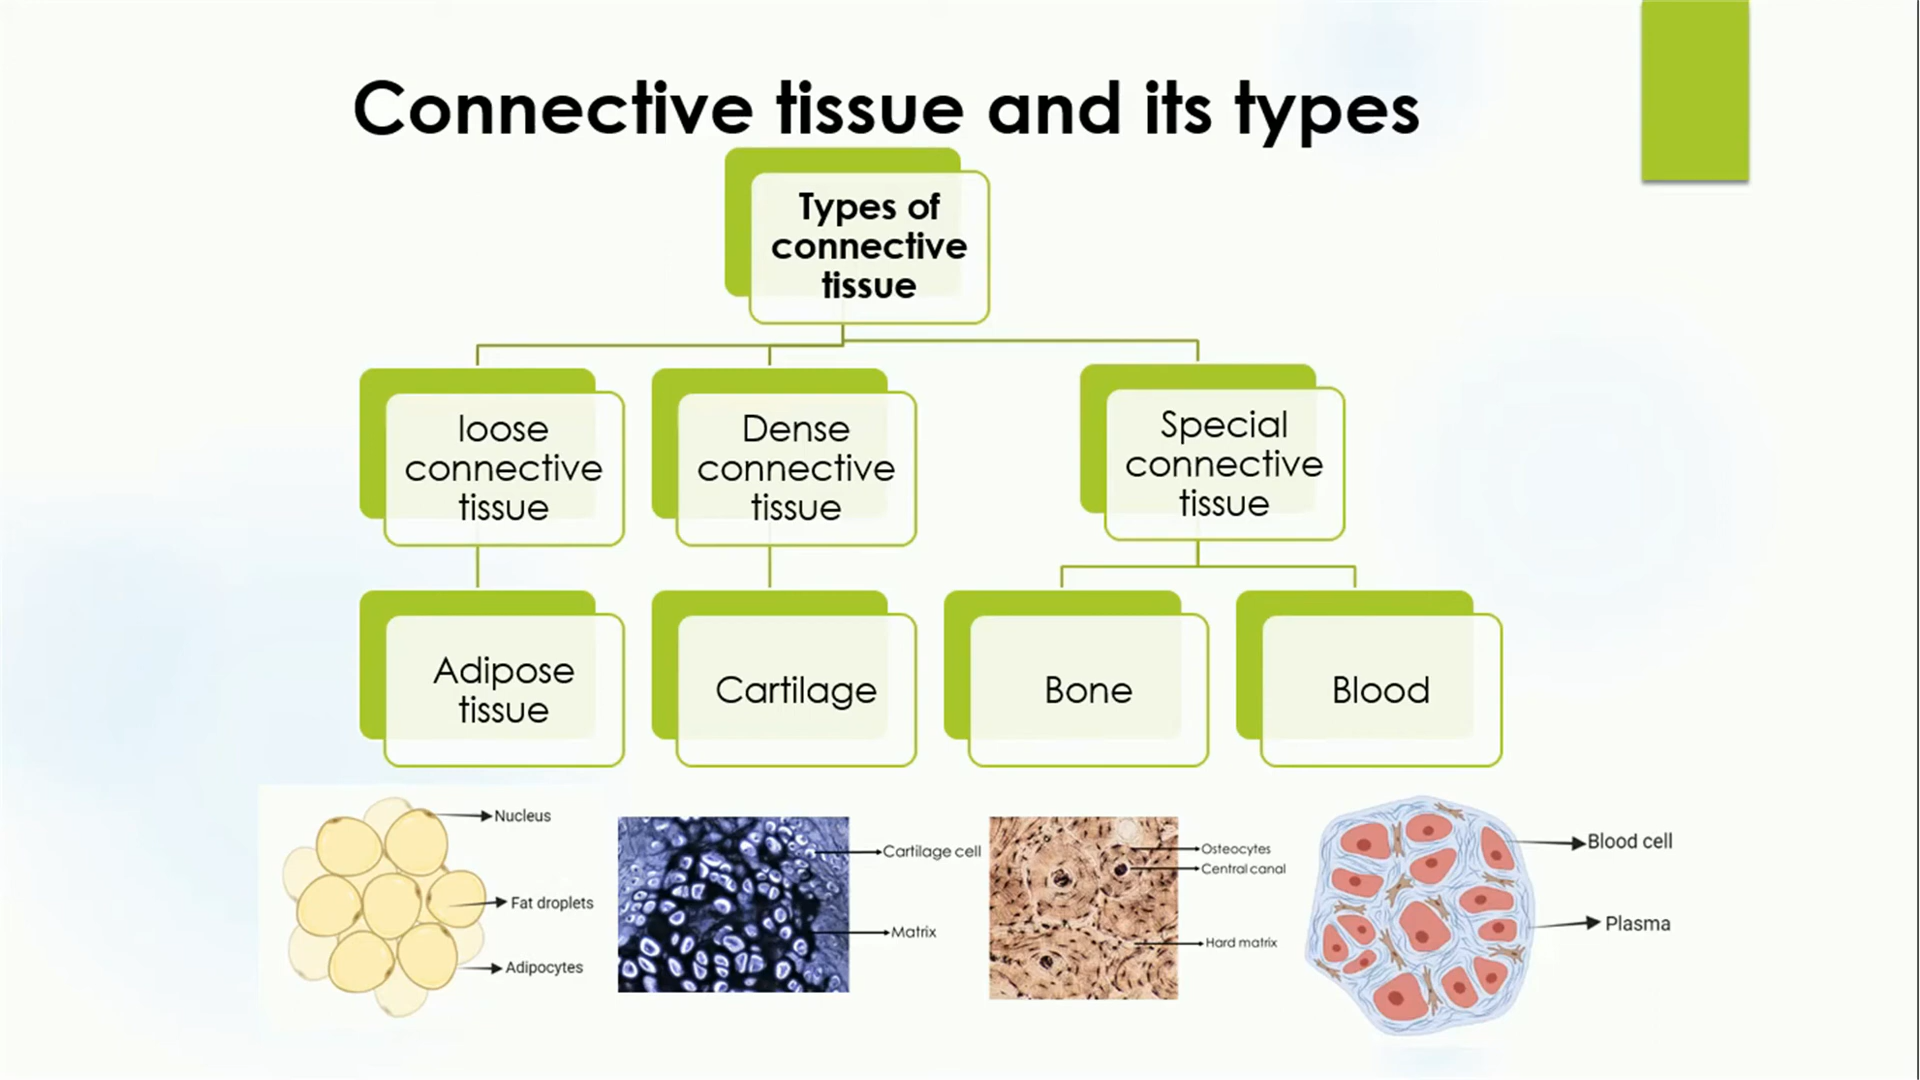 Connective tissue and its types
Types of
connective
tissue
loose
connective
tissue
Dense
connective
tissue
Special
connective
tissue
Adipose
tissue
Cartilage
Bone
Blood
Nucleus
Fat droplets
Adipocytes
Cartilage cell
Matrix
Osteocytes
Central canal
Hard matrix
Blood cell
Plasma